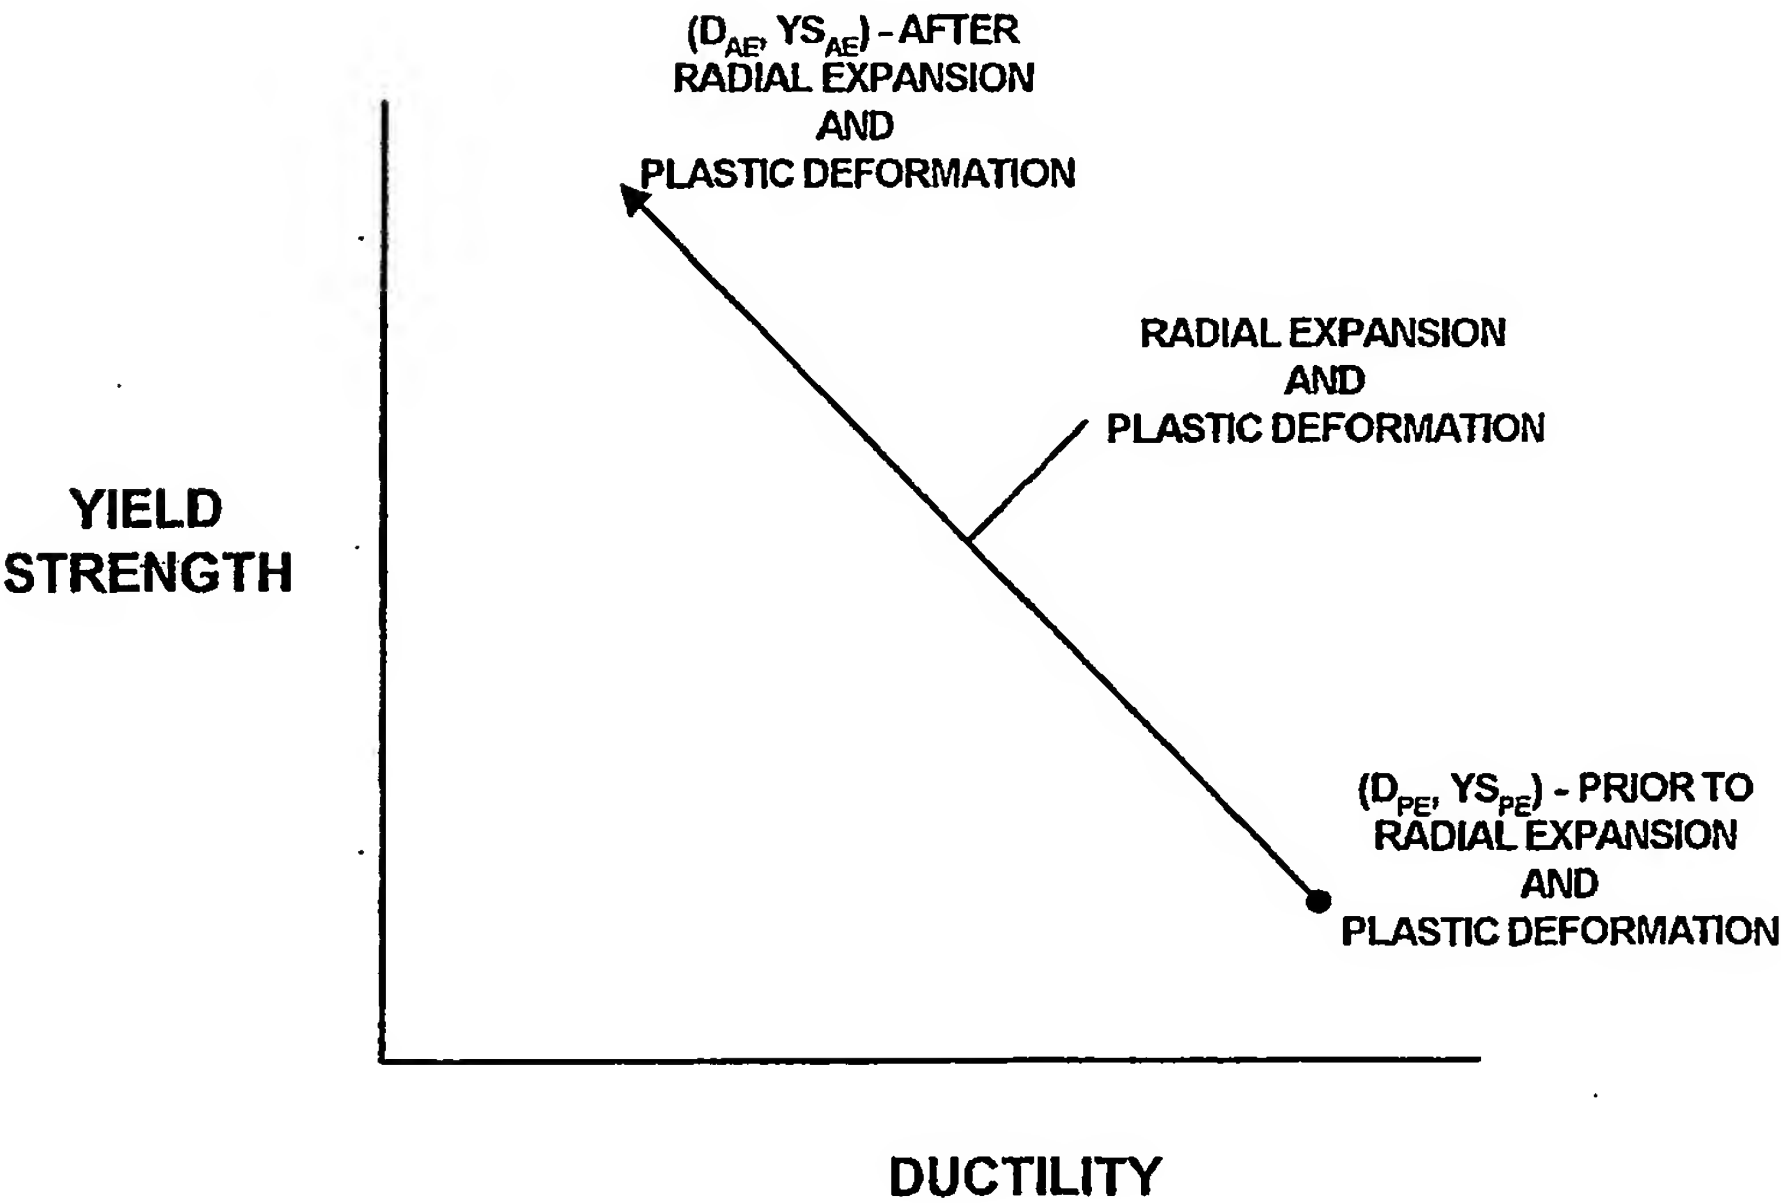 (D_AE, YS_AE) - AFTER
RADIAL EXPANSION
AND
PLASTIC DEFORMATION
RADIAL EXPANSION
AND
PLASTIC DEFORMATION
YIELD
STRENGTH
(D_PE, YS_PE) - PRIOR TO
RADIAL EXPANSION
AND
PLASTIC DEFORMATION
DUCTILITY